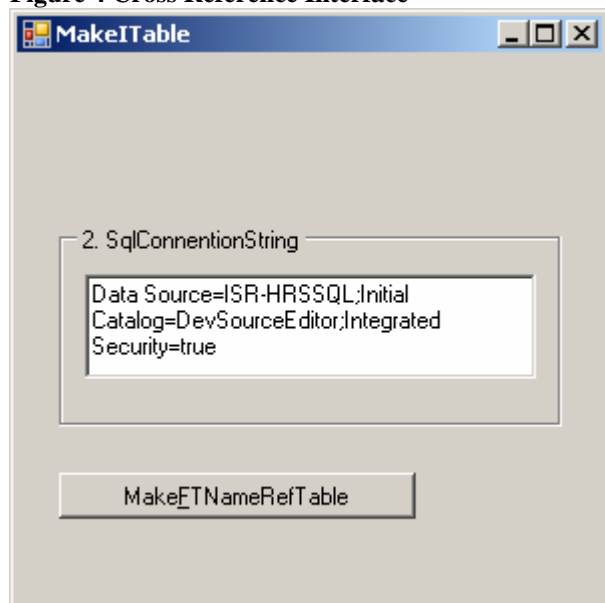 Figure 4 Cross Reference Interface
MakeITable
2. SqlConnentionString
Data Source=ISR-HRSSQL;Initial
Catalog=DevSourceEditor;Integrated
Security=true
MakeFTNameRefTable